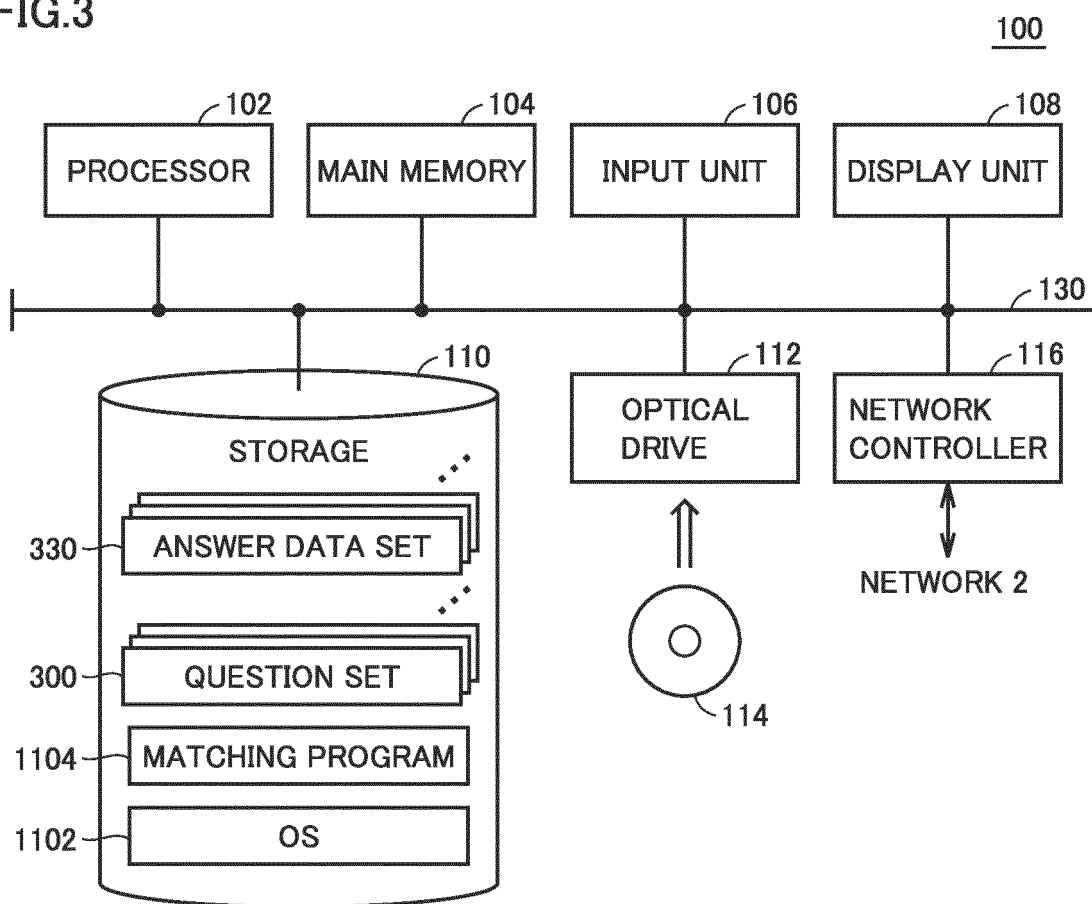 FIG.3
100
102
104
106
108
PROCESSOR
MAIN MEMORY
INPUT UNIT
DISPLAY UNIT
130
110
112
116
STORAGE
OPTICAL
DRIVE
NETWORK
CONTROLLER
330
ANSWER DATA SET
NETWORK 2
300
QUESTION SET
114
1104
MATCHING PROGRAM
1102
OS